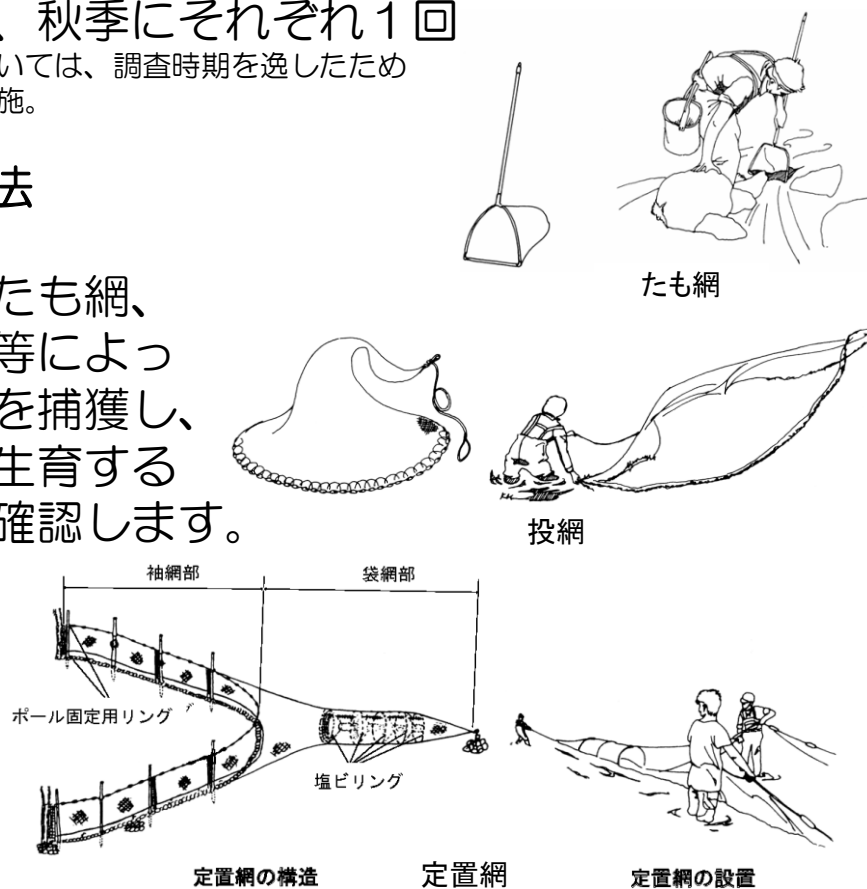 、秋季にそれぞれ１回
いては、調査時期を逸したため
施。
去
たも網、
等によっ
を捕獲し、
生育する
確認します。
たも網
投網
袖網部
袋網部
ポール固定用リング
塩ビリング
定置網の構造
定置網
定置網の設置